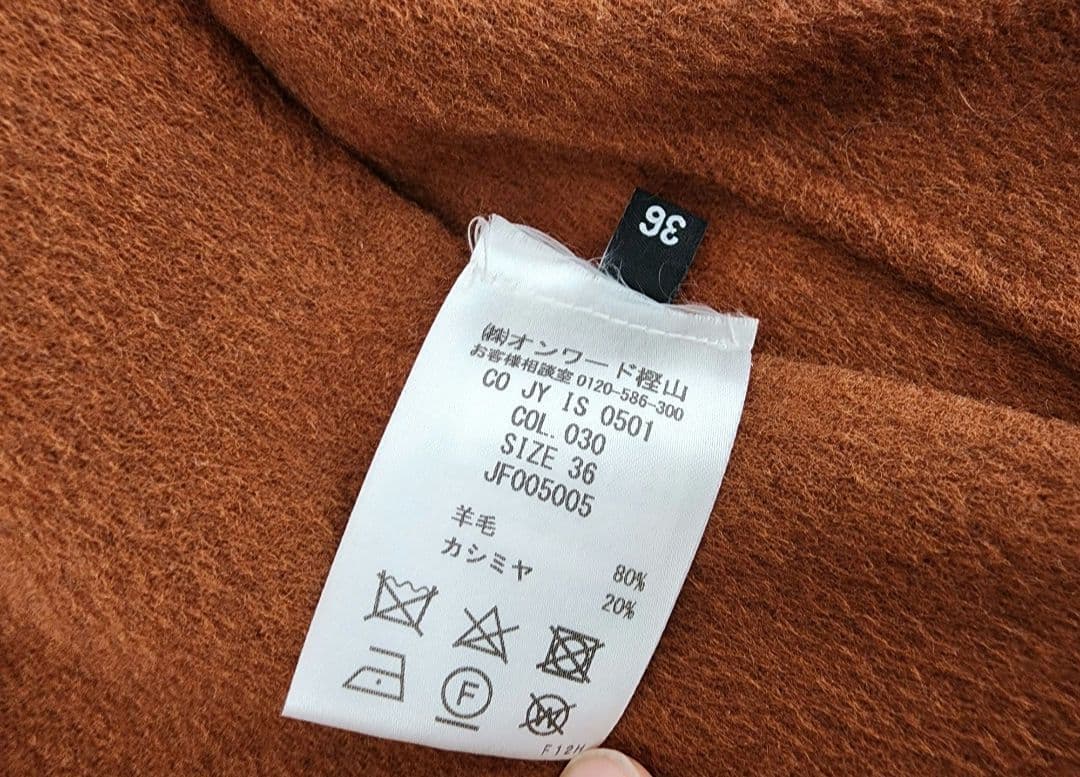 36
㈱オンワード樫山
お客様相談室 0120-586-300
CO JY IS 0501
COL. 030
SIZE 36
JF005005
羊毛 80%
カシミヤ 20%
F
W
F12H